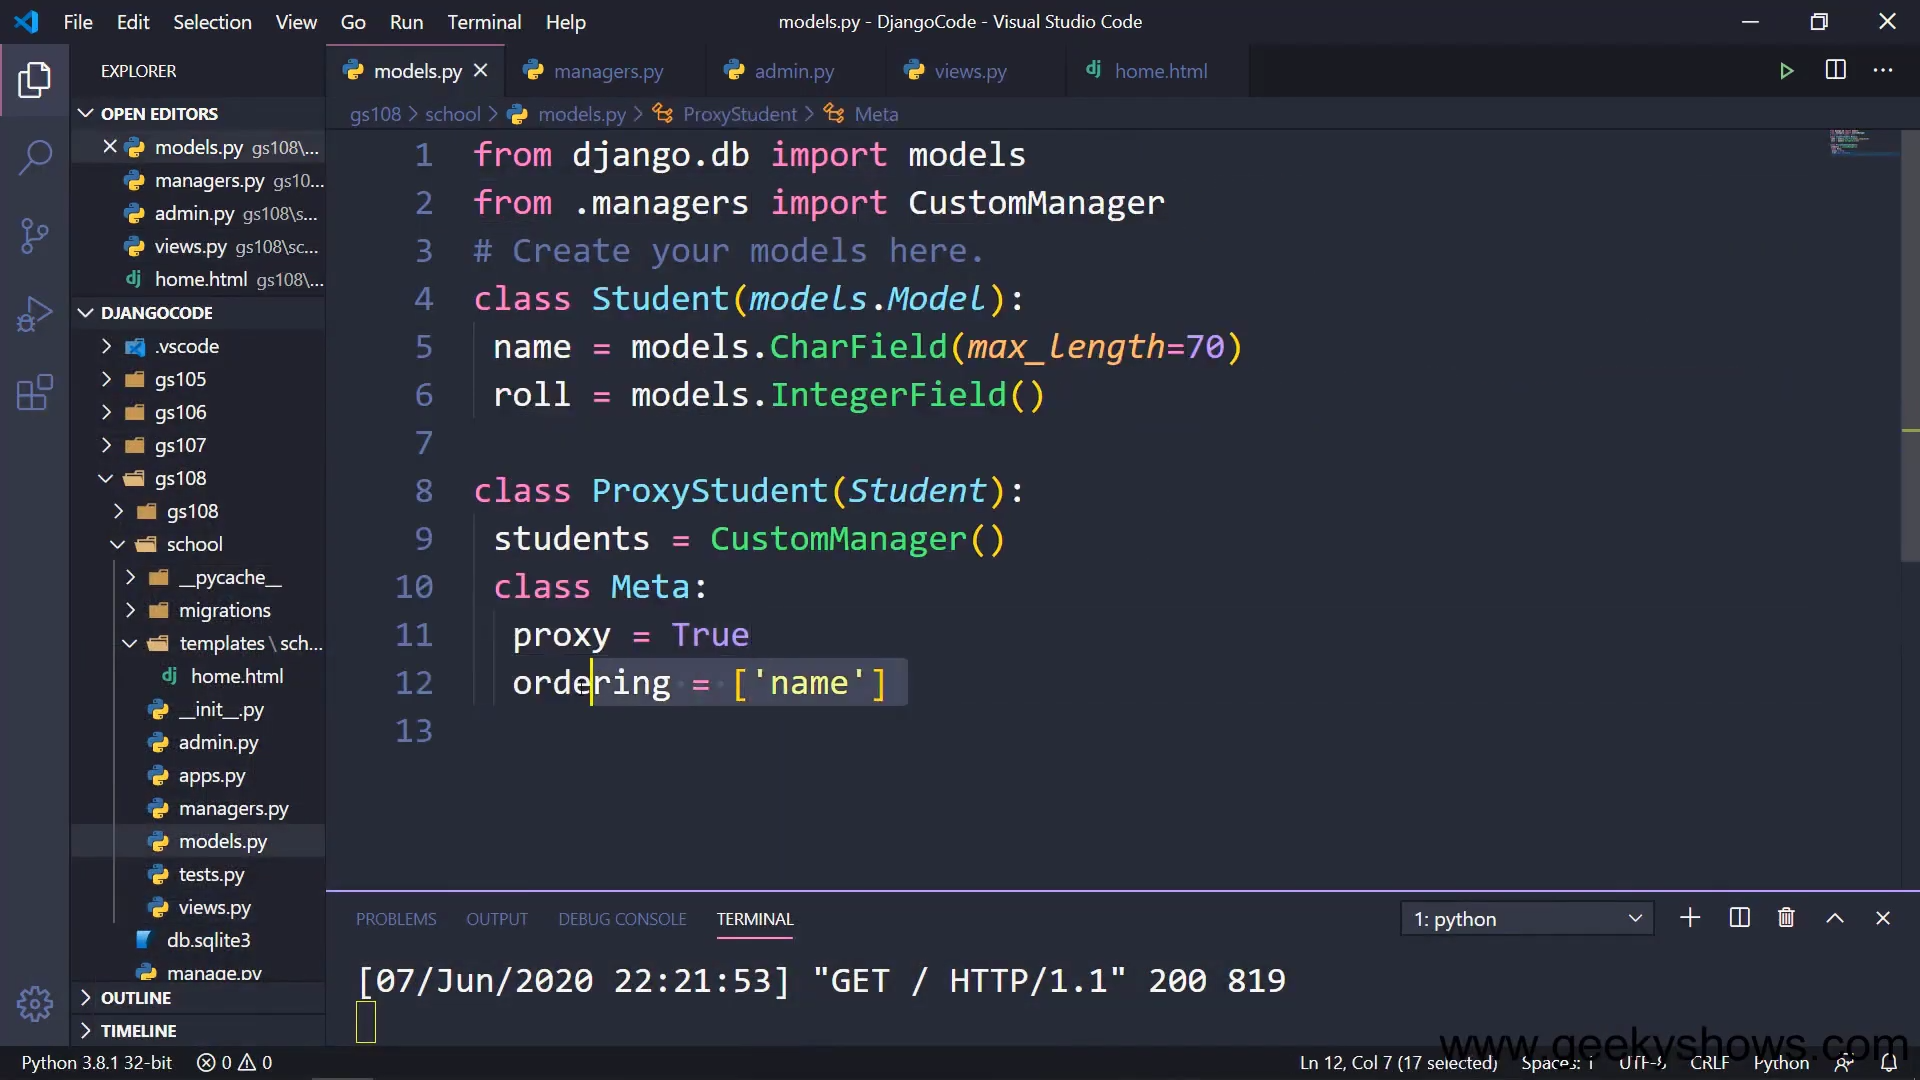 File Edit Selection View Go Run Terminal Help
models.py - DjangoCode - Visual Studio Code
EXPLORER
OPEN EDITORS
models.py gs108\...
managers.py gs10...
admin.py gs108\s...
views.py gs108\sc...
home.html gs108\...
DJANGOCODE
.vscode
gs105
gs106
gs107
gs108
gs108
school
__pycache__
migrations
templates \ sch...
home.html
__init__.py
admin.py
apps.py
managers.py
models.py
tests.py
views.py
db.sqlite3
manage.py
OUTLINE
TIMELINE
models.py managers.py admin.py views.py home.html
gs108 > school > models.py > ProxyStudent > Meta
1 from django.db import models
2 from .managers import CustomManager
3 # Create your models here.
4 class Student(models.Model):
5 name = models.CharField(max_length=70)
6 roll = models.IntegerField()
7
8 class ProxyStudent(Student):
9 students = CustomManager()
10 class Meta:
11 proxy = True
12 ordering = ['name']
13
PROBLEMS OUTPUT DEBUG CONSOLE TERMINAL
1: python
[07/Jun/2020 22:21:53] "GET / HTTP/1.1" 200 819
www.geekyshows.com
Python 3.8.1 32-bit 0 0
Ln 12, Col 7 (17 selected) Spaces: 1 UTF-8 CRLF Python